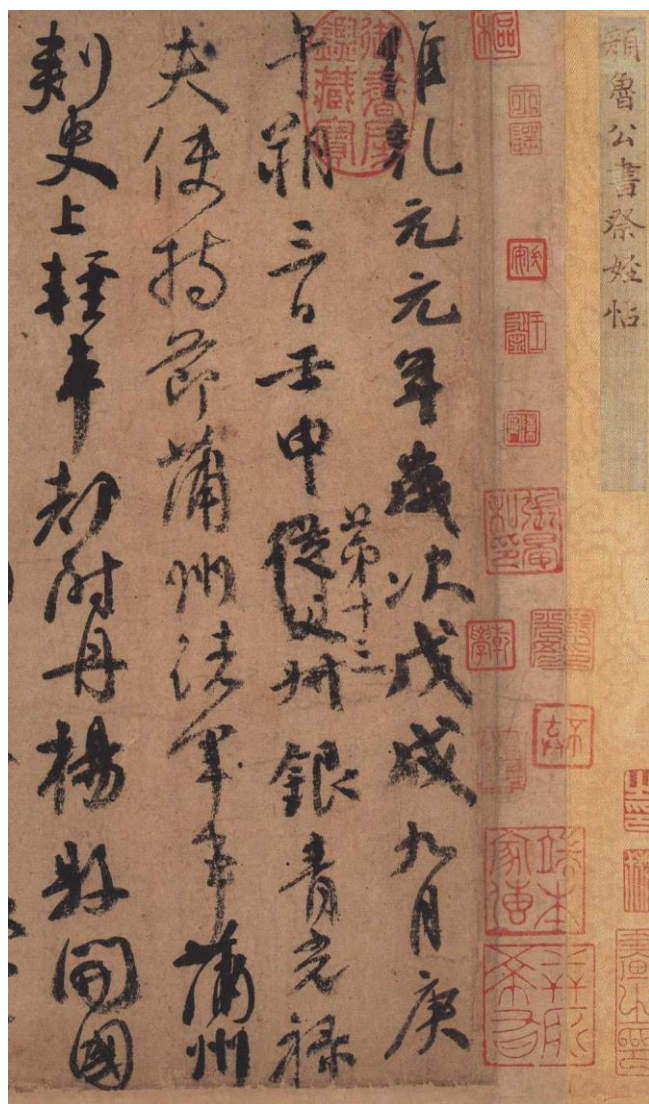 顏魯公書祭姪帖
維乾元元年歲次戊戌九月庚
午朔三日壬申第十三從父叔銀青光祿
夫使持節蒲州諸軍事蒲州
刺史上輕車都尉丹楊縣開國